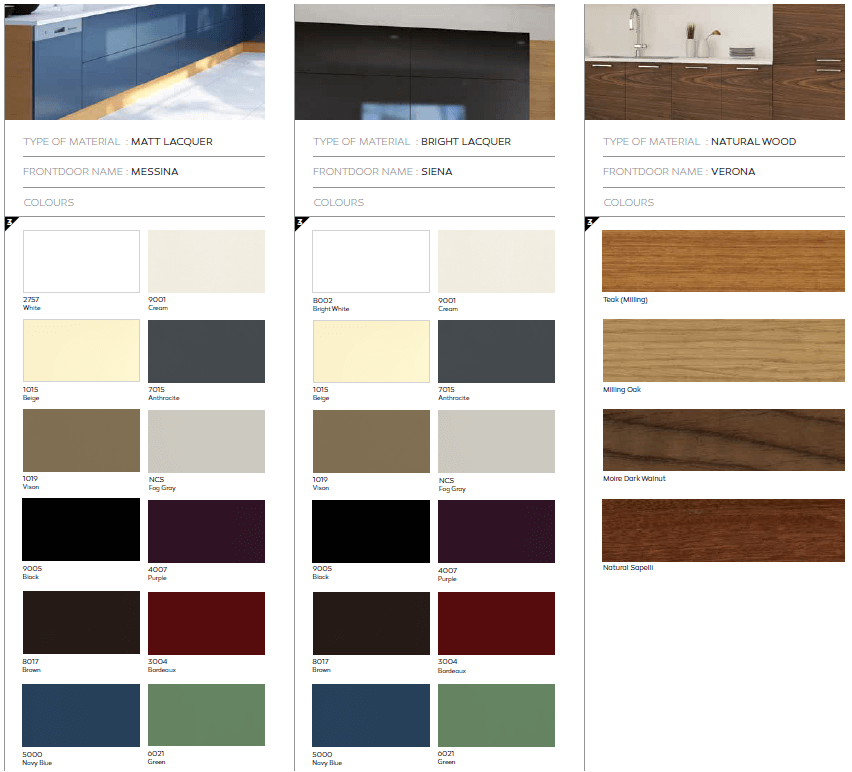 TYPE OF MATERIAL : MATT LACQUER
FRONTDOOR NAME : MESSINA
COLOURS
3
2757
White
9001
Cream
1015
Beige
7015
Anthracite
1019
Vison
NCS
Fog Gray
9005
Black
4007
Purple
8017
Brown
3004
Bordeaux
5000
Navy Blue
6021
Green
TYPE OF MATERIAL : BRIGHT LACQUER
FRONTDOOR NAME : SIENA
COLOURS
3
8002
Bright White
9001
Cream
1015
Beige
7015
Anthracite
1019
Vison
NCS
Fog Gray
9005
Black
4007
Purple
8017
Brown
3004
Bordeaux
5000
Navy Blue
6021
Green
TYPE OF MATERIAL : NATURAL WOOD
FRONTDOOR NAME : VERONA
COLOURS
3
Teak (Milling)
Milling Oak
Moire Dark Walnut
Natural Sapelli